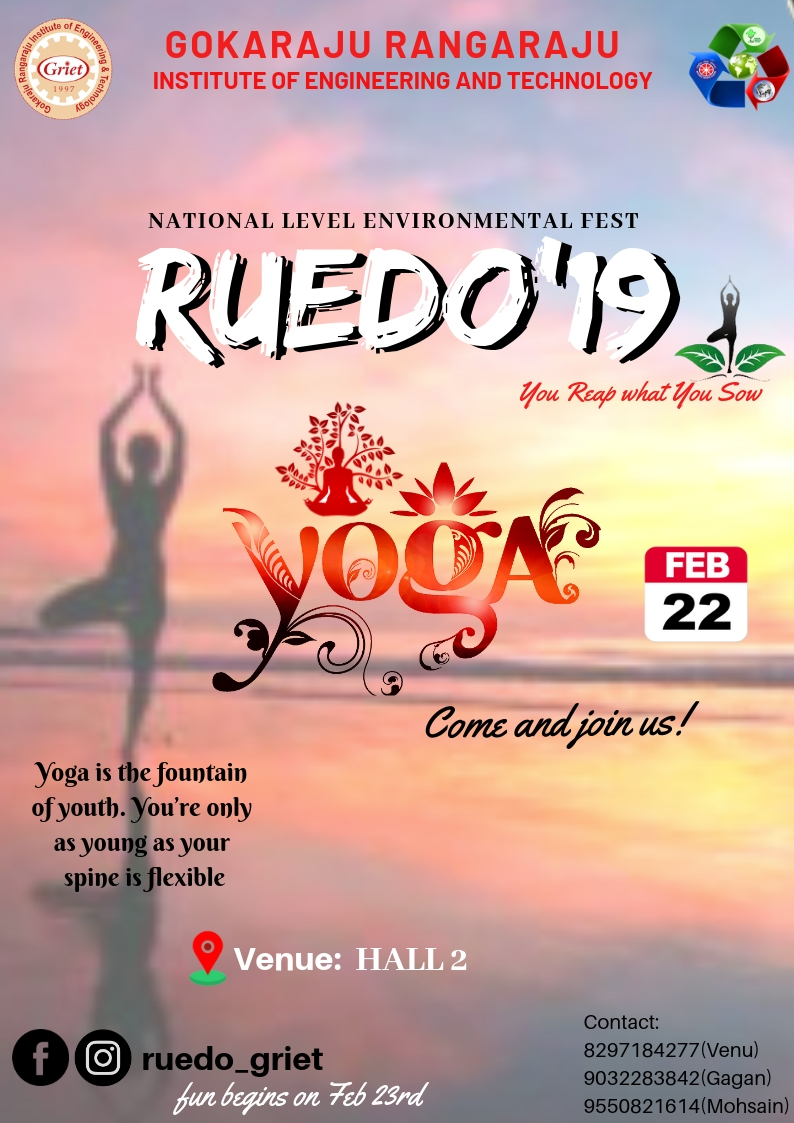 Gokaraju Rangaraju Institute of Engineering & Technology
Griet
1997
GOKARAJU RANGARAJU
INSTITUTE OF ENGINEERING AND TECHNOLOGY
NATIONAL LEVEL ENVIRONMENTAL FEST
RUEDO'19
You Reap what You Sow
yogA
FEB
22
Come and join us!
Yoga is the fountain
of youth. You're only
as young as your
spine is flexible
Venue: HALL 2
Contact:
8297184277(Venu)
9032283842(Gagan)
9550821614(Mohsain)
ruedo_griet
fun begins on Feb 23rd